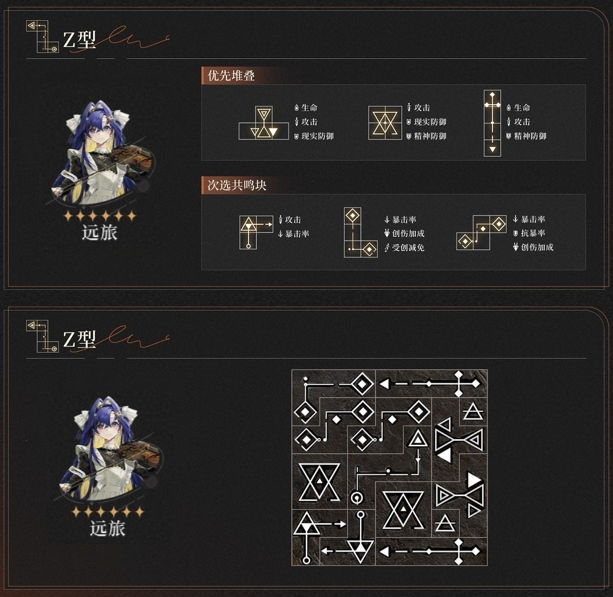 Z型
优先堆叠
生命
攻击
现实防御
攻击
现实防御
精神防御
生命
攻击
精神防御
远旅
次选共鸣块
攻击
暴击率
暴击率
创伤加成
受创减免
暴击率
抗暴率
创伤加成
Z型
远旅